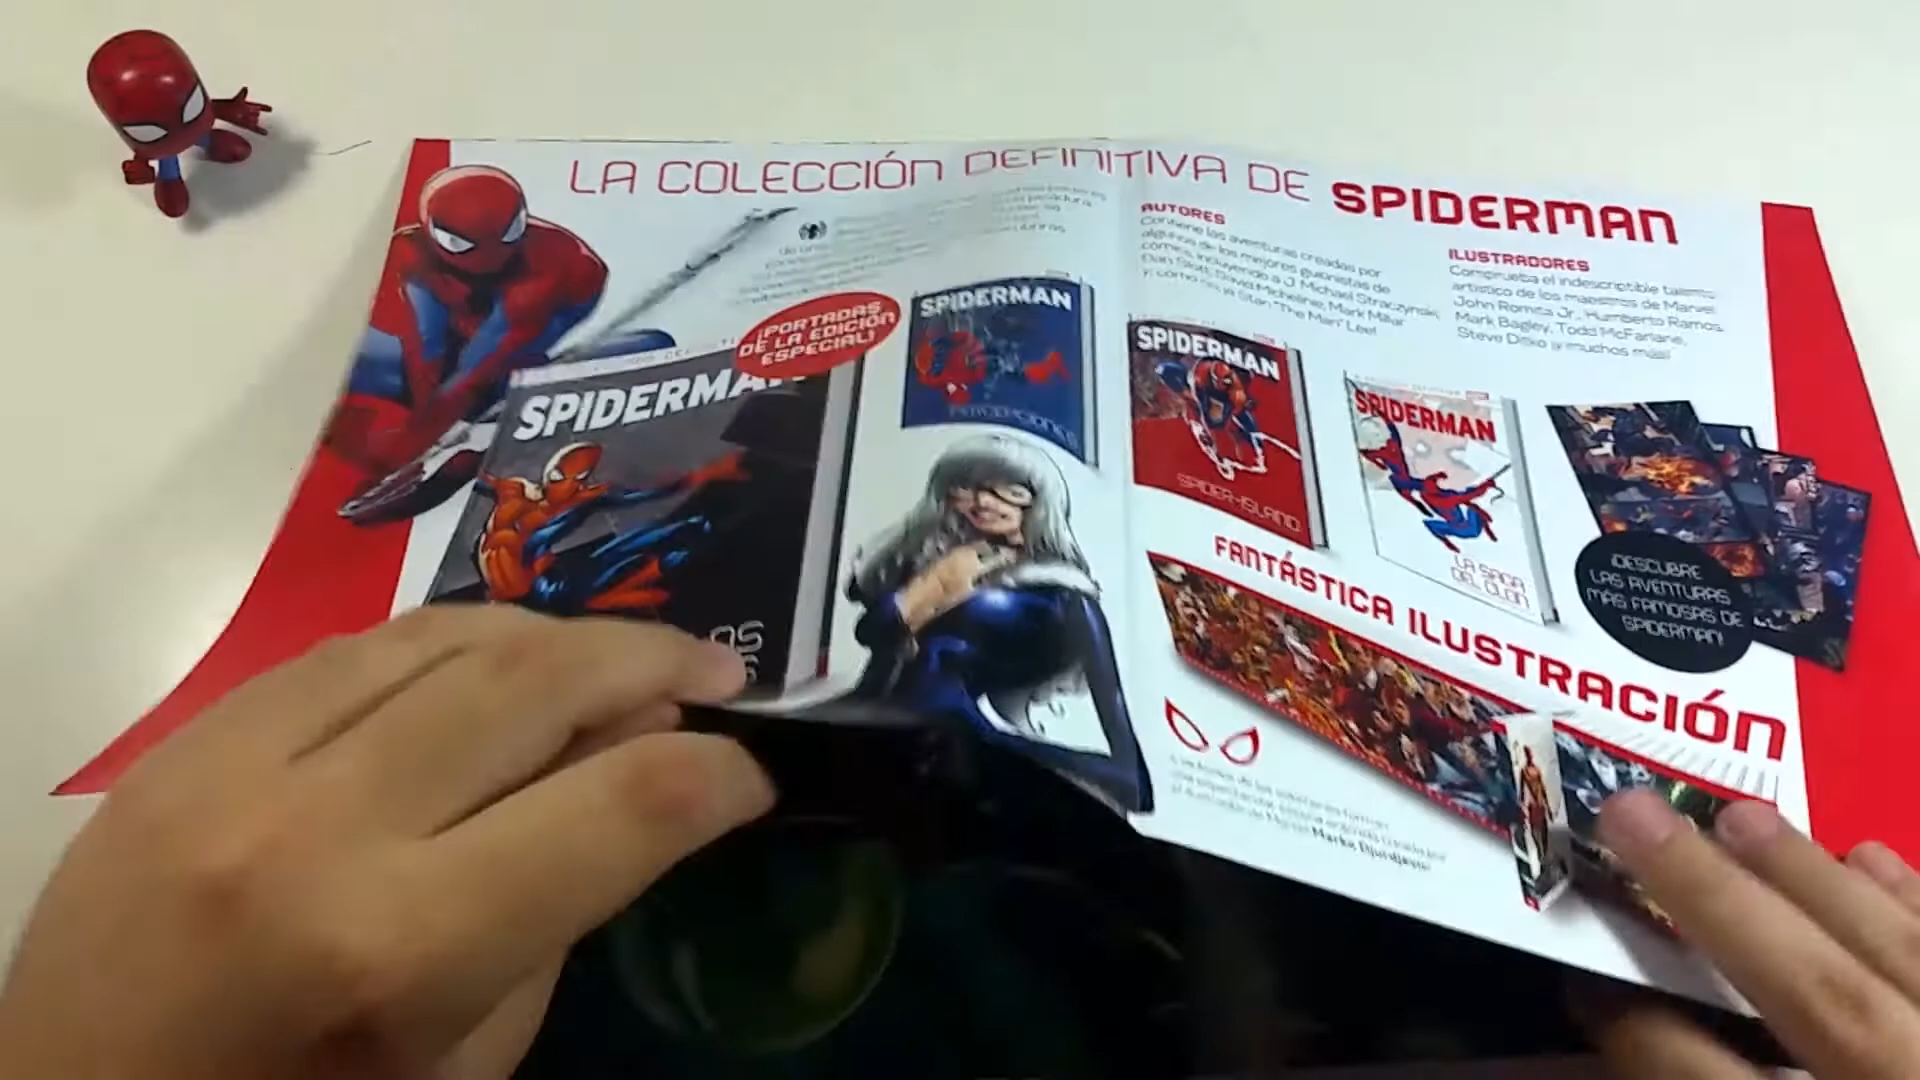 LA COLECCIÓN DEFINITIVA DE SPIDERMAN
¡PORTADAS
DE LA EDICIÓN
ESPECIAL!
SPIDERMAN
SPIDERMAN
PERCEPCIONES
AUTORES
Contiene las aventuras creadas por
algunos de los mejores guionistas de
cómics, incluyendo a J. Michael Straczynski,
Dan Slott, David Michelinie, Mark Millar
y, cómo no, a Stan "The Man" Lee!
ILUSTRADORES
Comprueba el indescriptible talento
artístico de los maestros de Marvel
John Romita Jr., Humberto Ramos,
Mark Bagley, Todd McFarlane,
Steve Ditko ¡y muchos más!
SPIDERMAN
SPIDER-ISLAND
SPIDERMAN
LA SAGA
DEL CLON
¡DESCUBRE
LAS AVENTURAS
MÁS FAMOSAS DE
SPIDERMAN!
FANTÁSTICA ILUSTRACIÓN